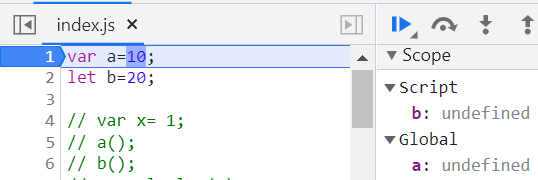 index.js ×
1 var a=10;
2 let b=20;
3
4 // var x= 1;
5 // a();
6 // b();
Scope
Script
b: undefined
Global
a: undefined